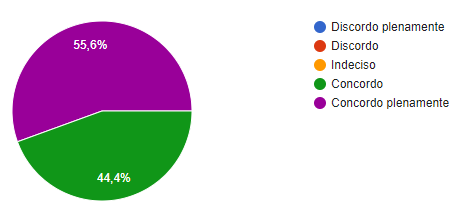 55,6%
44,4%
Discordo plenamente
Discordo
Indeciso
Concordo
Concordo plenamente